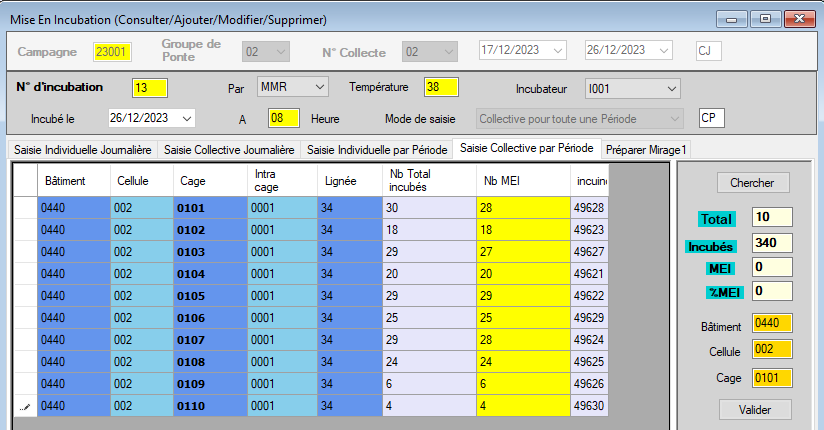 Mise En Incubation (Consulter/Ajouter/Modifier/Supprimer)
Campagne 23001 Groupe de Ponte 02 N° Collecte 02 17/12/2023 26/12/2023 CJ
N° d'incubation 13 Par MMR Température 38 Incubateur I001
Incubé le 26/12/2023 A 08 Heure Mode de saisie Collective pour toute une Période CP
Saisie Individuelle Journalière Saisie Collective Journalière Saisie Individuelle par Période Saisie Collective par Période Préparer Mirage1
Bâtiment Cellule Cage Intra cage Lignée Nb Total incubés Nb MEI incuin
0440 002 0101 0001 34 30 28 49628
0440 002 0102 0001 34 18 18 49623
0440 002 0103 0001 34 29 27 49627
0440 002 0104 0001 34 20 20 49621
0440 002 0105 0001 34 29 29 49622
0440 002 0106 0001 34 25 25 49629
0440 002 0107 0001 34 29 28 49624
0440 002 0108 0001 34 24 24 49625
0440 002 0109 0001 34 6 6 49626
0440 002 0110 0001 34 4 4 49630
Chercher
Total 10
Incubés 340
MEI 0
%MEI 0
Bâtiment 0440
Cellule 002
Cage 0101
Valider